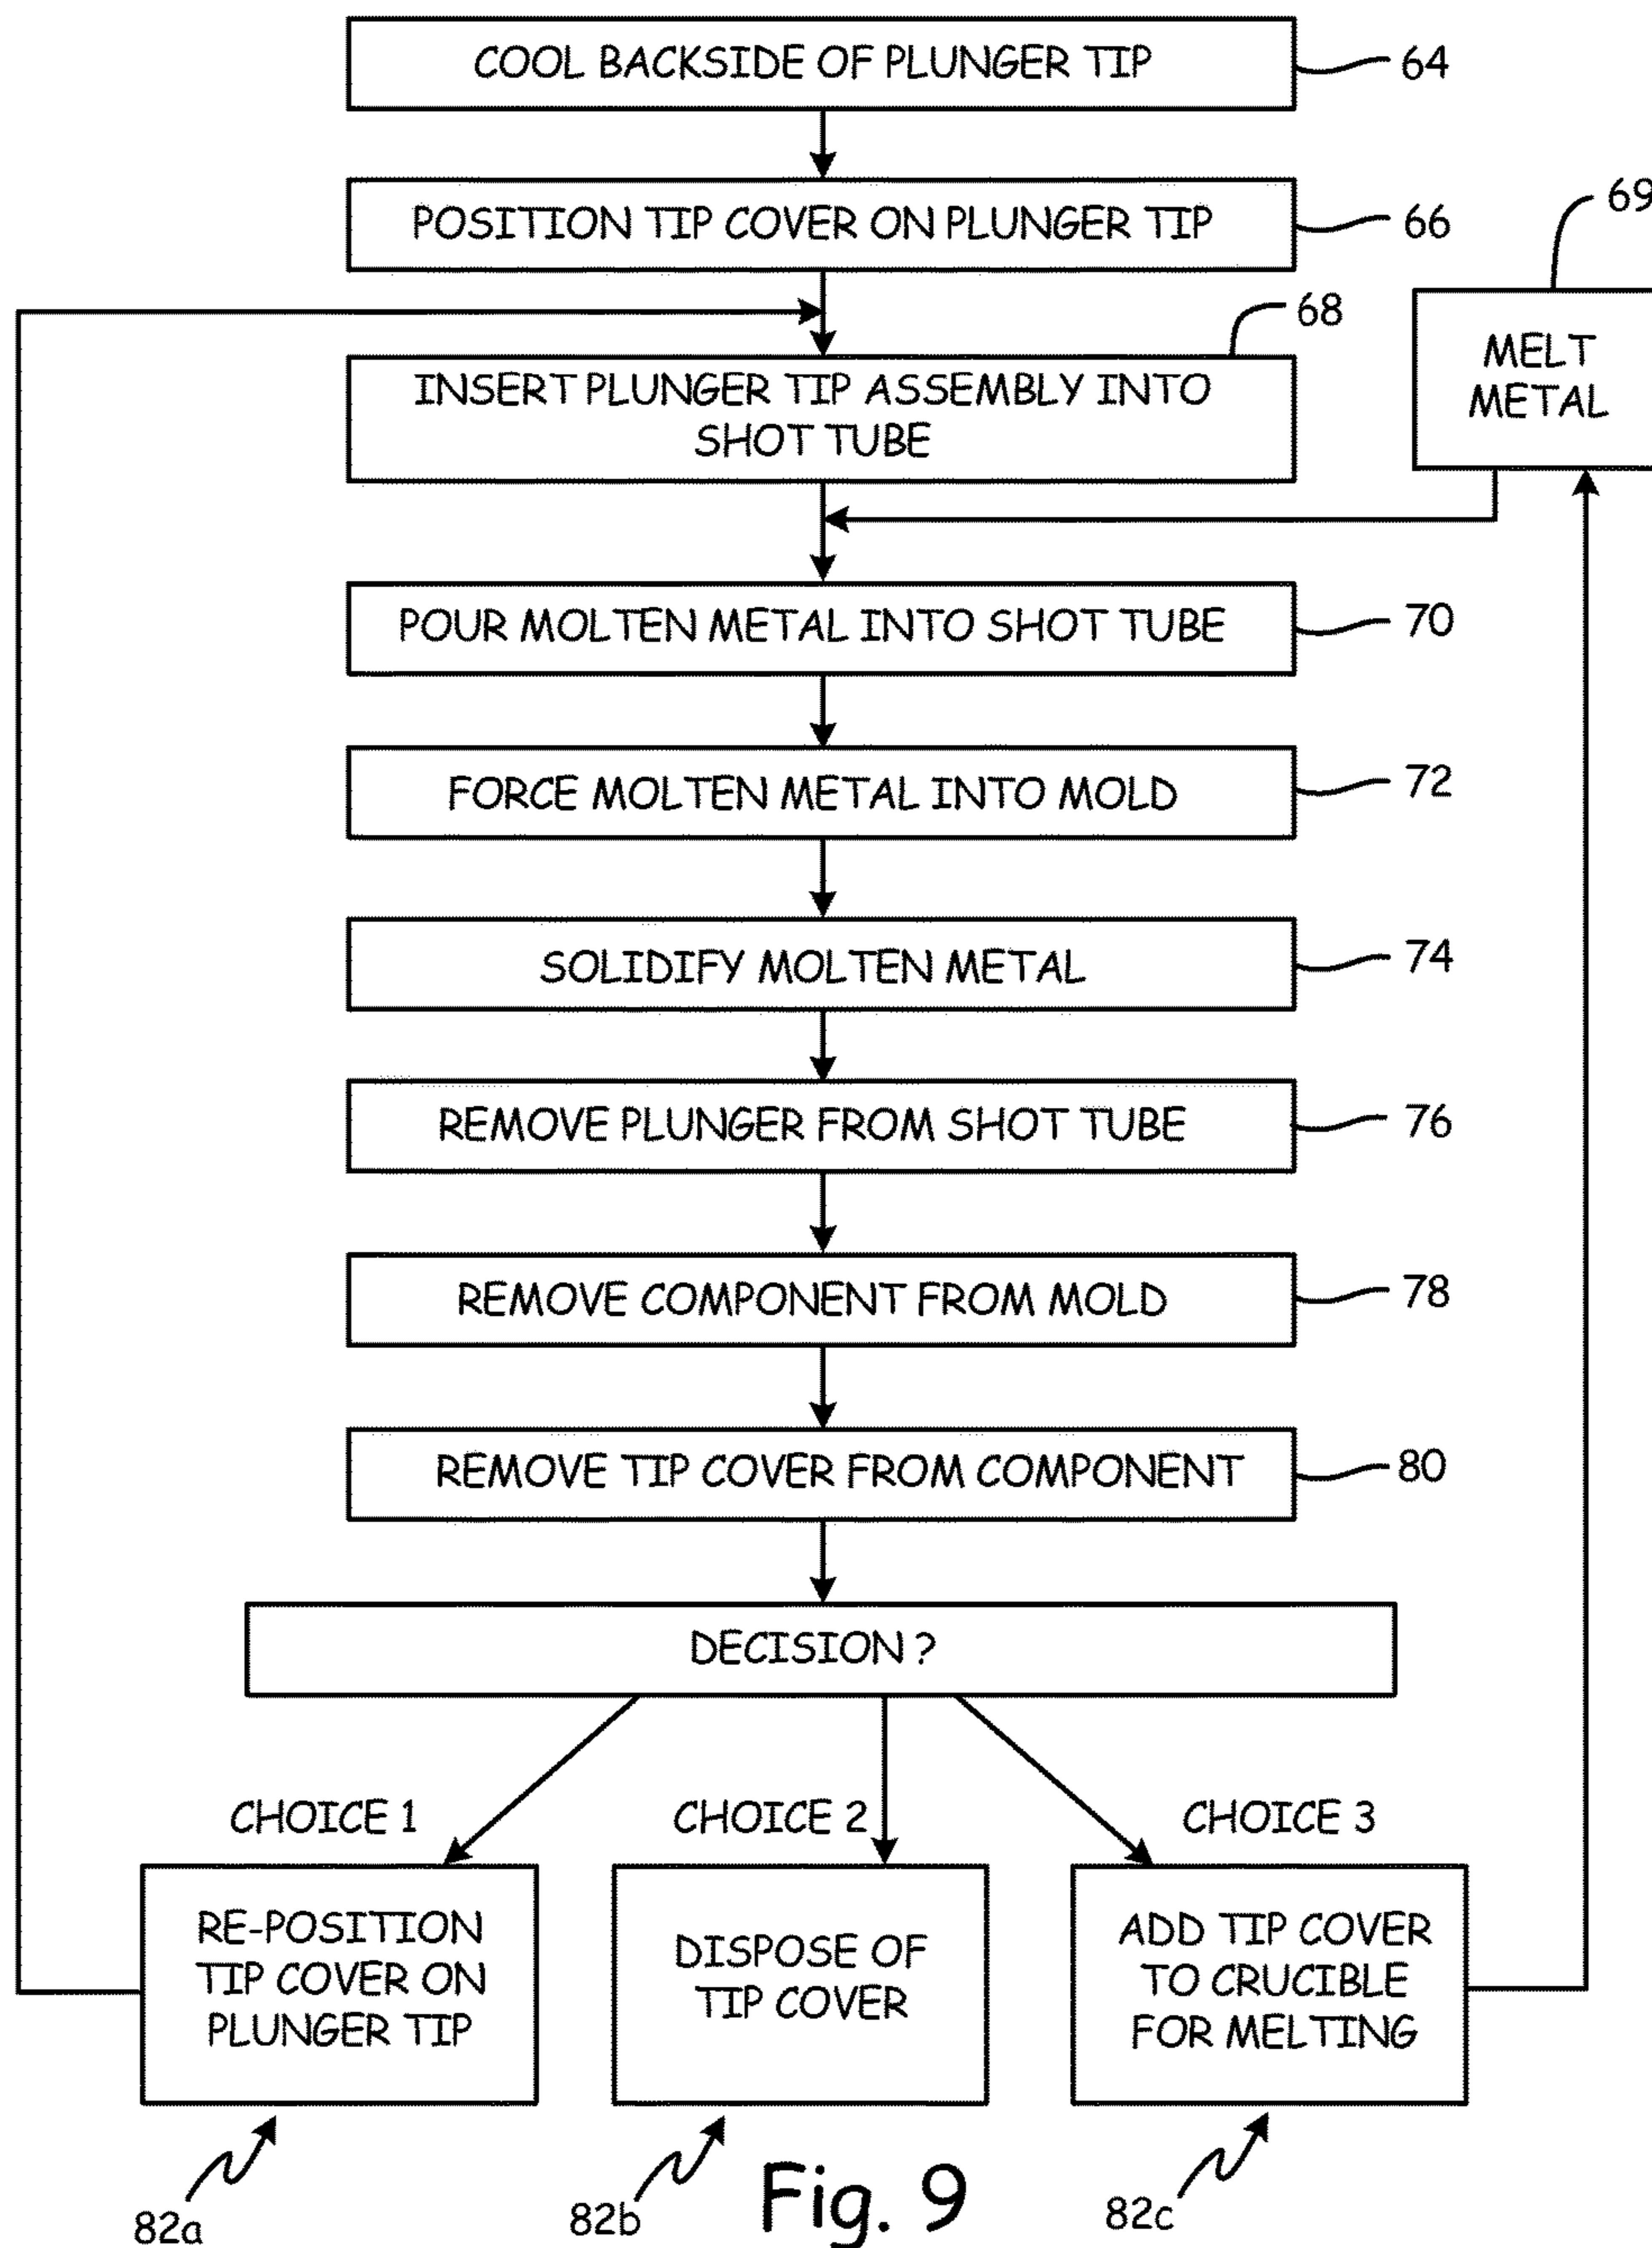 COOL BACKSIDE OF PLUNGER TIP
64
POSITION TIP COVER ON PLUNGER TIP
66
69
68
INSERT PLUNGER TIP ASSEMBLY INTO
SHOT TUBE
MELT
METAL
POUR MOLTEN METAL INTO SHOT TUBE
70
FORCE MOLTEN METAL INTO MOLD
72
SOLIDIFY MOLTEN METAL
74
REMOVE PLUNGER FROM SHOT TUBE
76
REMOVE COMPONENT FROM MOLD
78
REMOVE TIP COVER FROM COMPONENT
80
DECISION ?
CHOICE 1
RE-POSITION
TIP COVER ON
PLUNGER TIP
82a
CHOICE 2
DISPOSE OF
TIP COVER
82b
CHOICE 3
ADD TIP COVER
TO CRUCIBLE
FOR MELTING
82c
Fig. 9